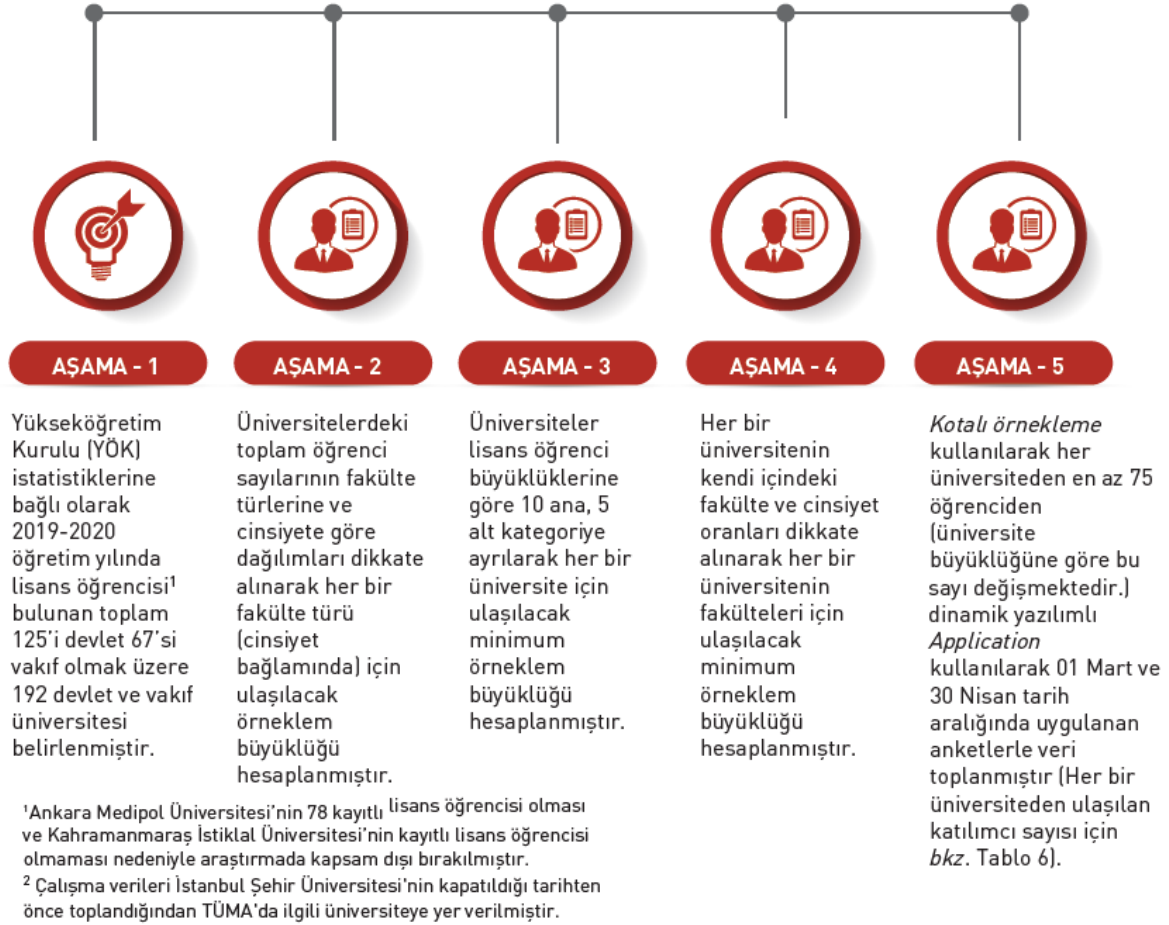 AŞAMA - 1
Yükseköğretim
Kurulu (YÖK)
istatistiklerine
bağlı olarak
2019-2020
öğretim yılında
lisans öğrencisi¹
bulunan toplam
125'i devlet 67'si
vakıf olmak üzere
192 devlet ve vakıf
üniversitesi
belirlenmiştir.
AŞAMA - 2
Üniversitelerdeki
toplam öğrenci
sayılarının fakülte
türlerine ve
cinsiyete göre
dağılımları dikkate
alınarak her bir
fakülte türü
(cinsiyet
bağlamında) için
ulaşılacak
örneklem
büyüklüğü
hesaplanmıştır.
AŞAMA - 3
Üniversiteler
lisans öğrenci
büyüklüklerine
göre 10 ana, 5
alt kategoriye
ayrılarak her bir
üniversite için
ulaşılacak
minimum
örneklem
büyüklüğü
hesaplanmıştır.
AŞAMA - 4
Her bir
üniversitenin
kendi içindeki
fakülte ve cinsiyet
oranları dikkate
alınarak her bir
üniversitenin
fakülteleri için
ulaşılacak
minimum
örneklem
büyüklüğü
hesaplanmıştır.
AŞAMA - 5
Kotalı örnekleme
kullanılarak her
üniversiteden en az 75
öğrenciden
(üniversite
büyüklüğüne göre bu
sayı değişmektedir.)
dinamik yazılımlı
Application
kullanılarak 01 Mart ve
30 Nisan tarih
aralığında uygulanan
anketlerle veri
toplanmıştır (Her bir
üniversiteden ulaşılan
katılımcı sayısı için
bkz. Tablo 6).
¹Ankara Medipol Üniversitesi'nin 78 kayıtlı lisans öğrencisi olması
ve Kahramanmaraş İstiklal Üniversitesi'nin kayıtlı lisans öğrencisi
olmaması nedeniyle araştırmada kapsam dışı bırakılmıştır.
² Çalışma verileri İstanbul Şehir Üniversitesi'nin kapatıldığı tarihten
önce toplandığından TÜMA'da ilgili üniversiteye yer verilmiştir.